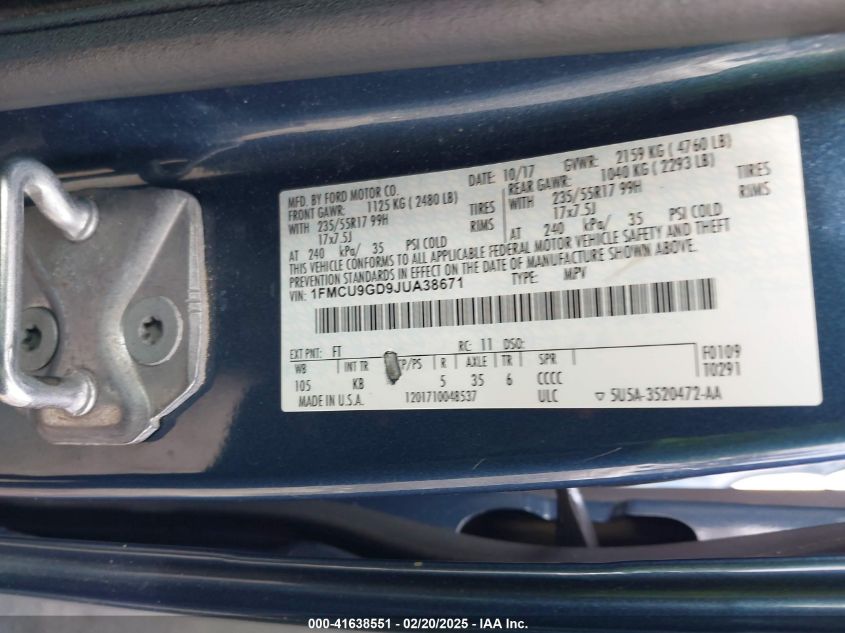 MFD. BY FORD MOTOR CO.
DATE: 10/17 GVWR: 2159 KG ( 4760 LB)
FRONT GAWR: 1125 KG ( 2480 LB)
REAR GAWR: 1040 KG ( 2293 LB)
WITH 235/55R17 99H TIRES
WITH 235/55R17 99H TIRES
17x7.5J RIMS
17x7.5J RIMS
AT 240 kPa/ 35 PSI COLD
AT 240 kPa/ 35 PSI COLD
THIS VEHICLE CONFORMS TO ALL APPLICABLE FEDERAL MOTOR VEHICLE SAFETY AND THEFT
PREVENTION STANDARDS IN EFFECT ON THE DATE OF MANUFACTURE SHOWN ABOVE.
VIN: 1FMCU9GD9JUA38671 TYPE: MPV
EXT PNT: FT RC: 11 DSO: F0109
WB INT TR TP/PS R AXLE TR SPR T0291
105 KB 5 35 6 CCCC
MADE IN U.S.A. 1201710048537 ULC ▽ 5U5A-3520472-AA
000-41638551 — 02/20/2025 — IAA Inc.